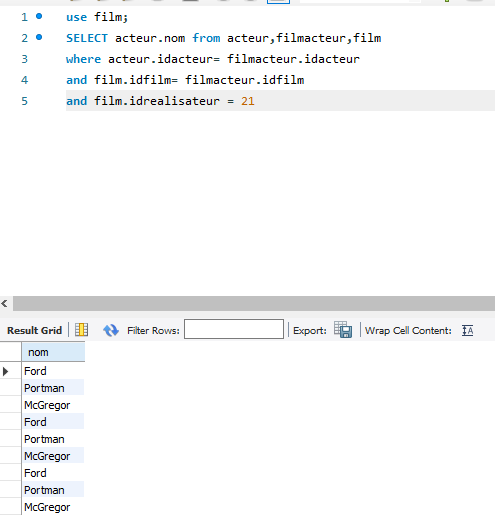 1 use film;
2 SELECT acteur.nom from acteur,filmacteur,film
3 where acteur.idacteur= filmacteur.idacteur
4 and film.idfilm= filmacteur.idfilm
5 and film.idrealisateur = 21
Result Grid Filter Rows: Export: Wrap Cell Content:
nom
Ford
Portman
McGregor
Ford
Portman
McGregor
Ford
Portman
McGregor